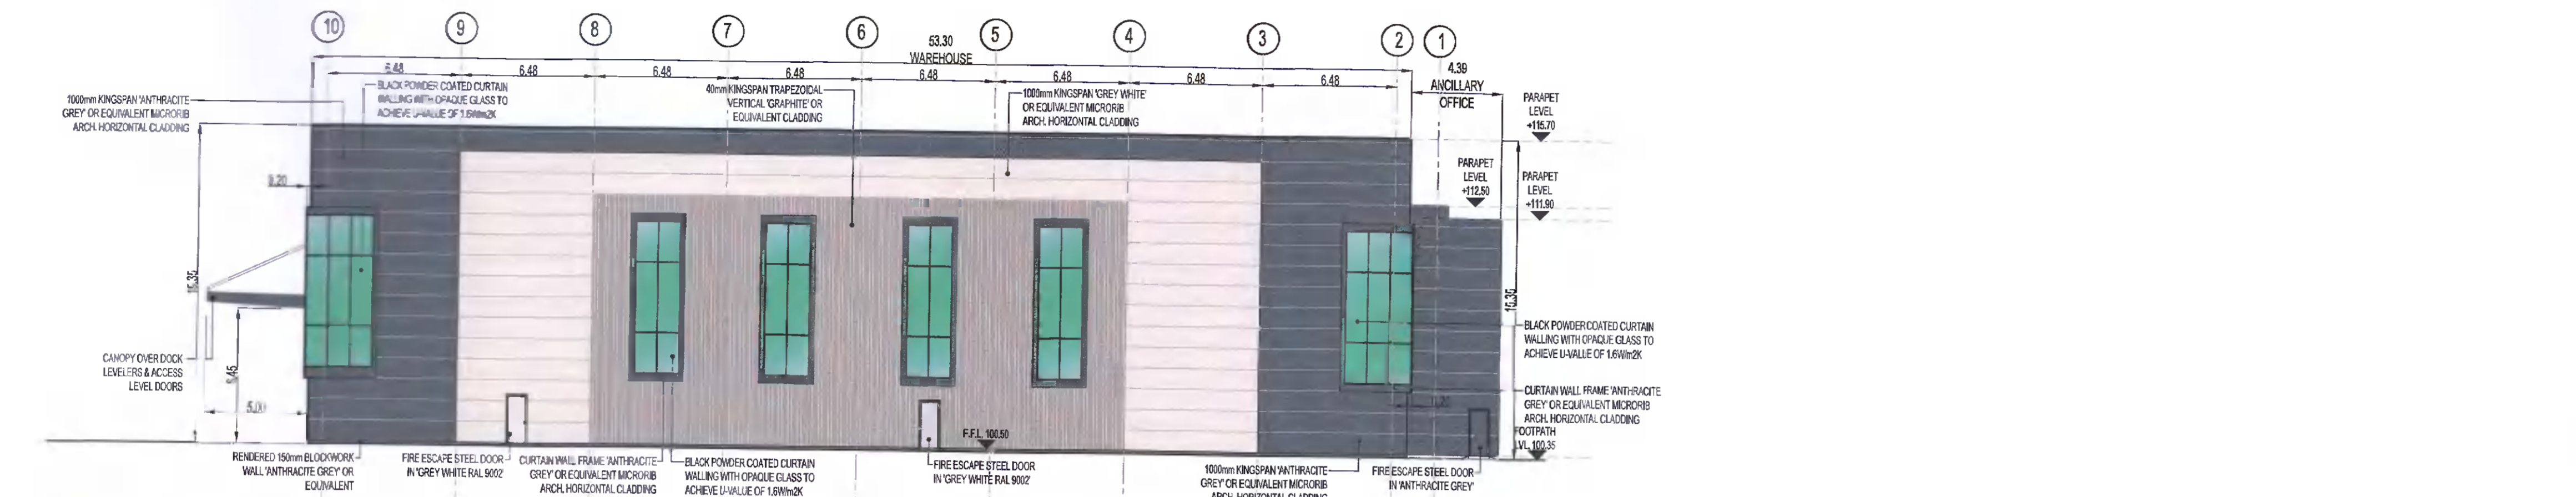 10 9 8 7 6 5 4 3 2 1
53.30
WAREHOUSE
6.48 6.48 6.48 6.48 6.48 6.48 6.48 6.48
4.39
ANCILLARY
OFFICE
1000mm KINGSPAN 'ANTHRACITE
GREY' OR EQUIVALENT MICRORIB
ARCH. HORIZONTAL CLADDING
BLACK POWDER COATED CURTAIN
WALLING WITH OPAQUE GLASS TO
ACHIEVE U-VALUE OF 1.6W/m2K
40mm KINGSPAN TRAPEZOIDAL
VERTICAL 'GRAPHITE' OR
EQUIVALENT CLADDING
1000mm KINGSPAN 'GREY WHITE'
OR EQUIVALENT MICRORIB
ARCH. HORIZONTAL CLADDING
PARAPET
LEVEL
+115.70
PARAPET
LEVEL
+112.50
PARAPET
LEVEL
+111.90
15.35
5.00
15.35
CANOPY OVER DOCK
LEVELERS & ACCESS
LEVEL DOORS
BLACK POWDER COATED CURTAIN
WALLING WITH OPAQUE GLASS TO
ACHIEVE U-VALUE OF 1.6W/m2K
CURTAIN WALL FRAME 'ANTHRACITE
GREY' OR EQUIVALENT MICRORIB
ARCH. HORIZONTAL CLADDING
FOOTPATH
LVL 100.35
F.F.L. 100.50
RENDERED 150mm BLOCKWORK
WALL 'ANTHRACITE GREY' OR
EQUIVALENT
FIRE ESCAPE STEEL DOOR
IN 'GREY WHITE RAL 9002'
CURTAIN WALL FRAME 'ANTHRACITE
GREY' OR EQUIVALENT MICRORIB
ARCH. HORIZONTAL CLADDING
BLACK POWDER COATED CURTAIN
WALLING WITH OPAQUE GLASS TO
ACHIEVE U-VALUE OF 1.6W/m2K
FIRE ESCAPE STEEL DOOR
IN 'GREY WHITE RAL 9002'
1000mm KINGSPAN 'ANTHRACITE
GREY' OR EQUIVALENT MICRORIB
ARCH. HORIZONTAL CLADDING
FIRE ESCAPE STEEL DOOR
IN 'ANTHRACITE GREY'